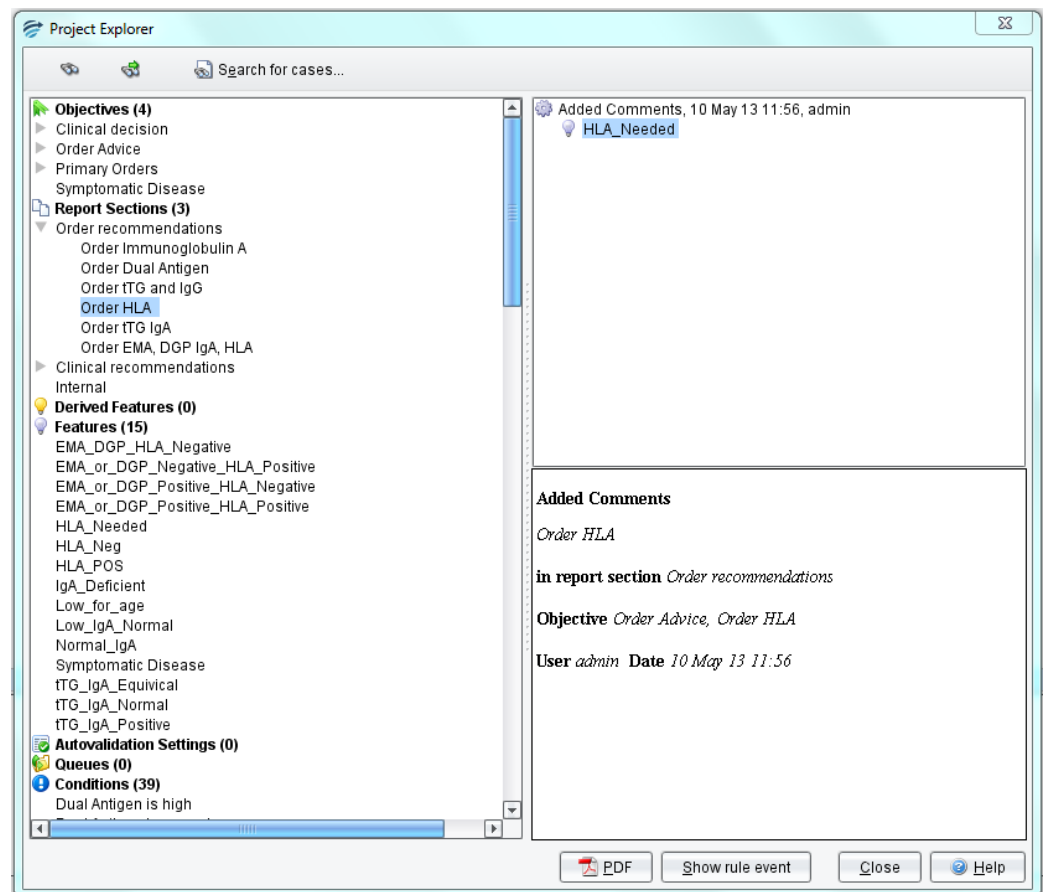 Project Explorer
Search for cases...
Objectives (4)
Clinical decision
Order Advice
Primary Orders
Symptomatic Disease
Report Sections (3)
Order recommendations
Order Immunoglobulin A
Order Dual Antigen
Order tTG and IgG
Order HLA
Order tTG IgA
Order EMA, DGP IgA, HLA
Clinical recommendations
Internal
Derived Features (0)
Features (15)
EMA_DGP_HLA_Negative
EMA_or_DGP_Negative_HLA_Positive
EMA_or_DGP_Positive_HLA_Negative
EMA_or_DGP_Positive_HLA_Positive
HLA_Needed
HLA_Neg
HLA_POS
IgA_Deficient
Low_for_age
Low_IgA_Normal
Normal_IgA
Symptomatic Disease
tTG_IgA_Equivical
tTG_IgA_Normal
tTG_IgA_Positive
Autovalidation Settings (0)
Queues (0)
Conditions (39)
Dual Antigen is high
Added Comments, 10 May 13 11:56, admin
HLA_Needed
Added Comments
Order HLA
in report section Order recommendations
Objective Order Advice, Order HLA
User admin Date 10 May 13 11:56
PDF
Show rule event
Close
Help